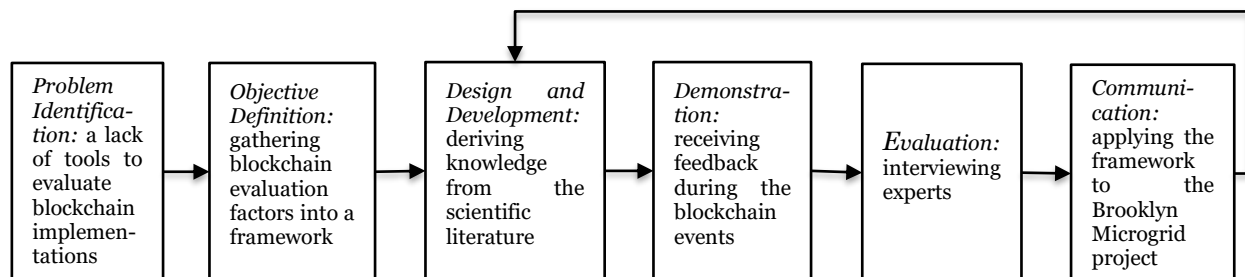 Problem
Identifica-
tion: a lack
of tools to
evaluate
blockchain
implemen-
tations
Objective
Definition:
gathering
blockchain
evaluation
factors into a
framework
Design and
Development:
deriving
knowledge
from the
scientific
literature
Demonstra-
tion:
receiving
feedback
during the
blockchain
events
Evaluation:
interviewing
experts
Communi-
cation:
applying the
framework
to the
Brooklyn
Microgrid
project